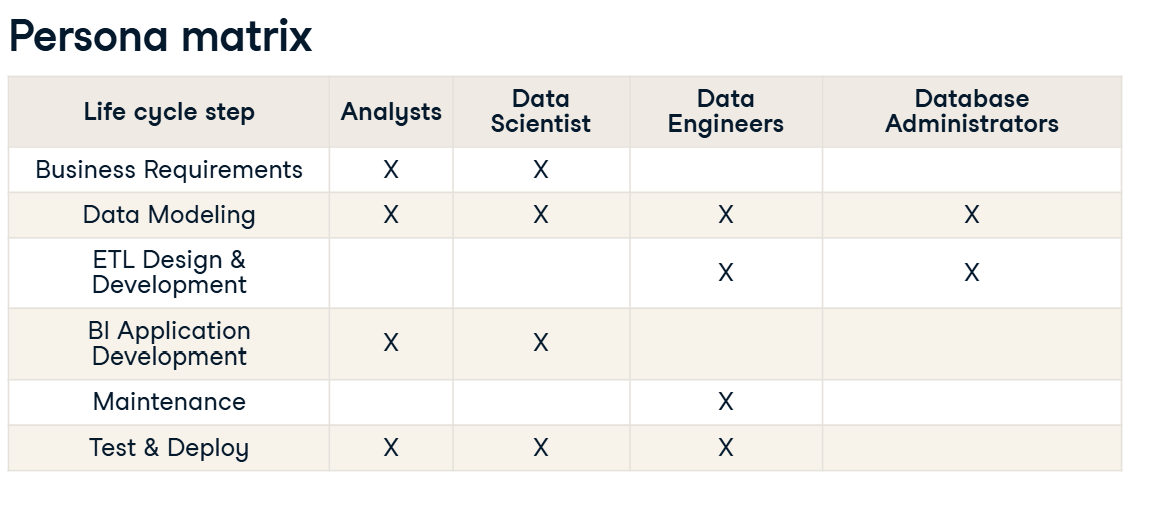 Persona matrix
Life cycle step Analysts Data Scientist Data Engineers Database Administrators
Business Requirements X X
Data Modeling X X X X
ETL Design & Development X X
BI Application Development X X
Maintenance X
Test & Deploy X X X